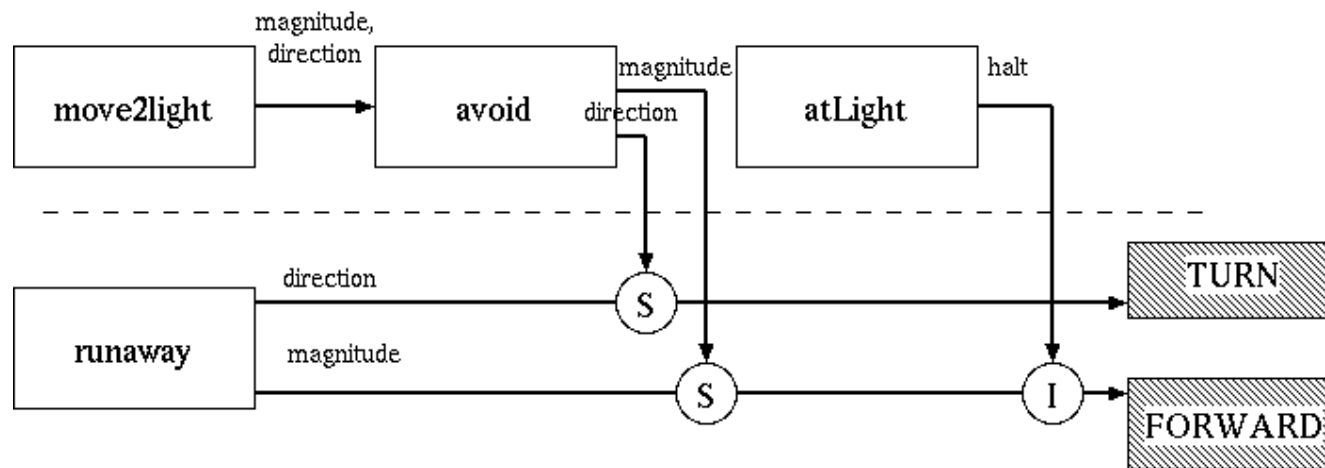 magnitude,
direction
move2light
avoid
magnitude
direction
atLight
halt
direction
S
TURN
runaway
magnitude
S
I
FORWARD